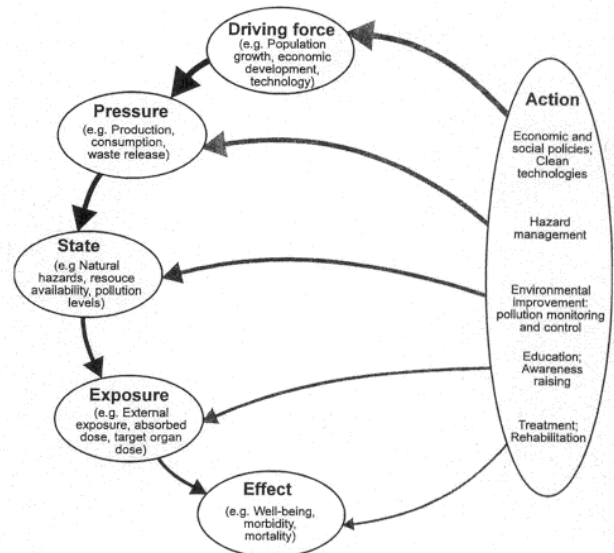 Driving force
(e.g. Population
growth, economic
development,
technology)
Pressure
(e.g. Production,
consumption,
waste release)
State
(e.g Natural
hazards, resouce
availability, pollution
levels)
Exposure
(e.g. External
exposure, absorbed
dose, target organ
dose)
Effect
(e.g. Well-being,
morbidity,
mortality)
Action
Economic and
social policies;
Clean
technologies
Hazard
management
Environmental
improvement:
pollution monitoring
and control
Education;
Awareness
raising
Treatment;
Rehabilitation